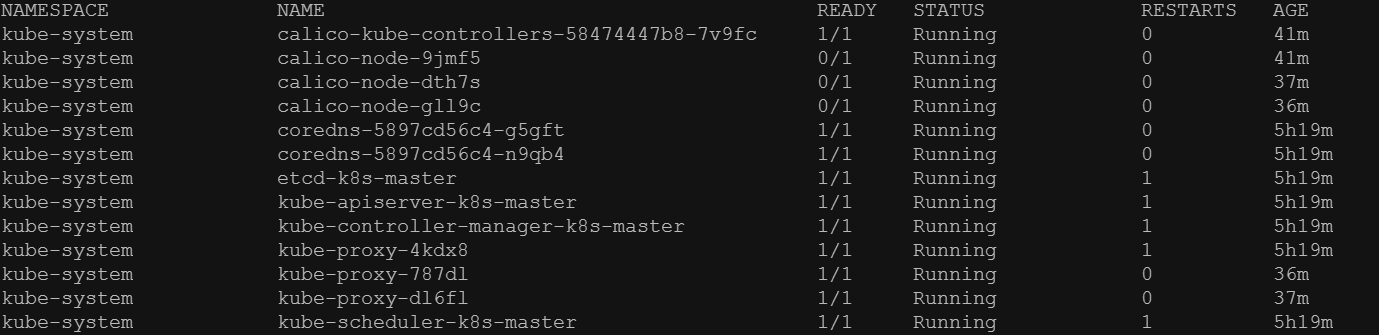 NAMESPACE NAME READY STATUS RESTARTS AGE
kube-system calico-kube-controllers-58474447b8-7v9fc 1/1 Running 0 41m
kube-system calico-node-9jmf5 0/1 Running 0 41m
kube-system calico-node-dth7s 0/1 Running 0 37m
kube-system calico-node-gll9c 0/1 Running 0 36m
kube-system coredns-5897cd56c4-g5gft 1/1 Running 0 5h19m
kube-system coredns-5897cd56c4-n9qb4 1/1 Running 0 5h19m
kube-system etcd-k8s-master 1/1 Running 1 5h19m
kube-system kube-apiserver-k8s-master 1/1 Running 1 5h19m
kube-system kube-controller-manager-k8s-master 1/1 Running 1 5h19m
kube-system kube-proxy-4kdx8 1/1 Running 1 5h19m
kube-system kube-proxy-787dl 1/1 Running 0 36m
kube-system kube-proxy-dl6fl 1/1 Running 0 37m
kube-system kube-scheduler-k8s-master 1/1 Running 1 5h19m